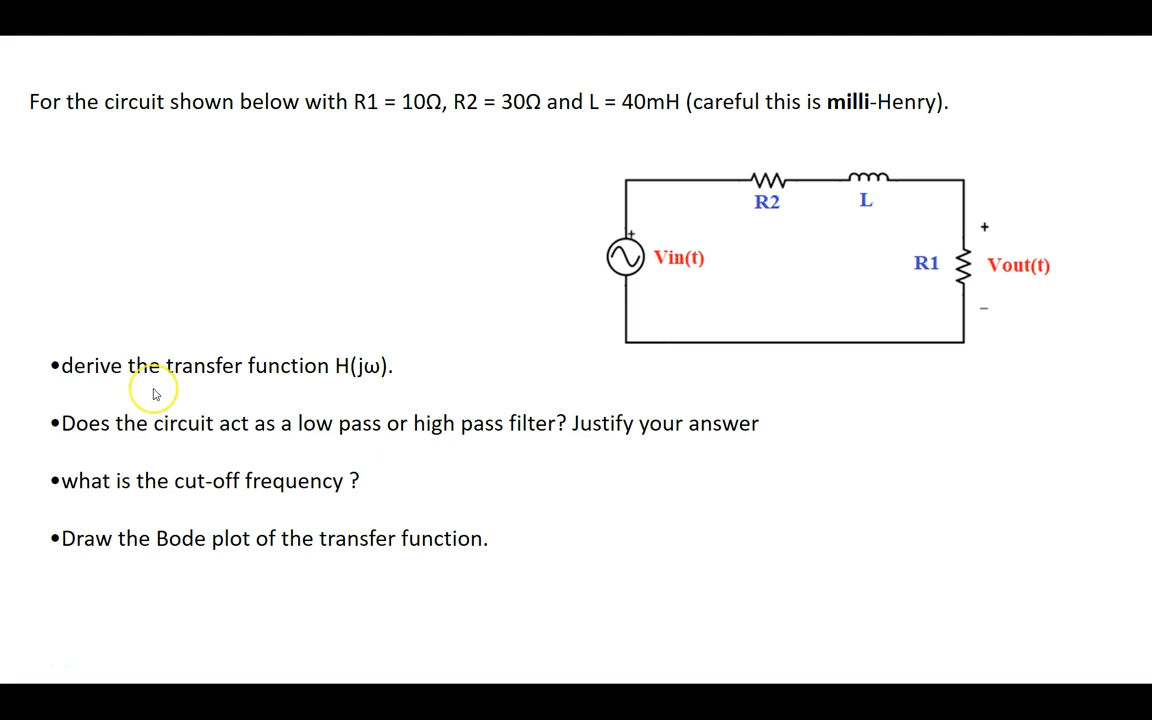 For the circuit shown below with R1 = 10Ω, R2 = 30Ω and L = 40mH (careful this is milli-Henry).
R2
L
+
Vin(t)
+
R1
Vout(t)
–
•derive the transfer function H(jω).
•Does the circuit act as a low pass or high pass filter? Justify your answer
•what is the cut-off frequency ?
•Draw the Bode plot of the transfer function.